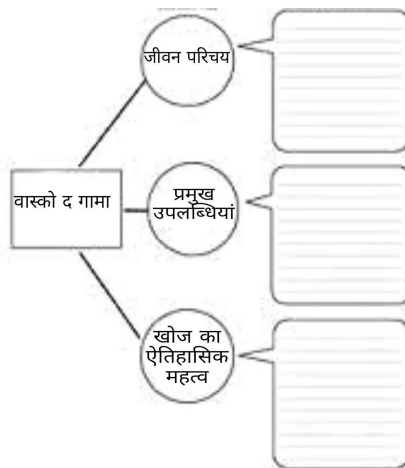 जीवन परिचय
वास्को द गामा
प्रमुख
उपलब्धियां
खोज का
ऐतिहासिक
महत्व